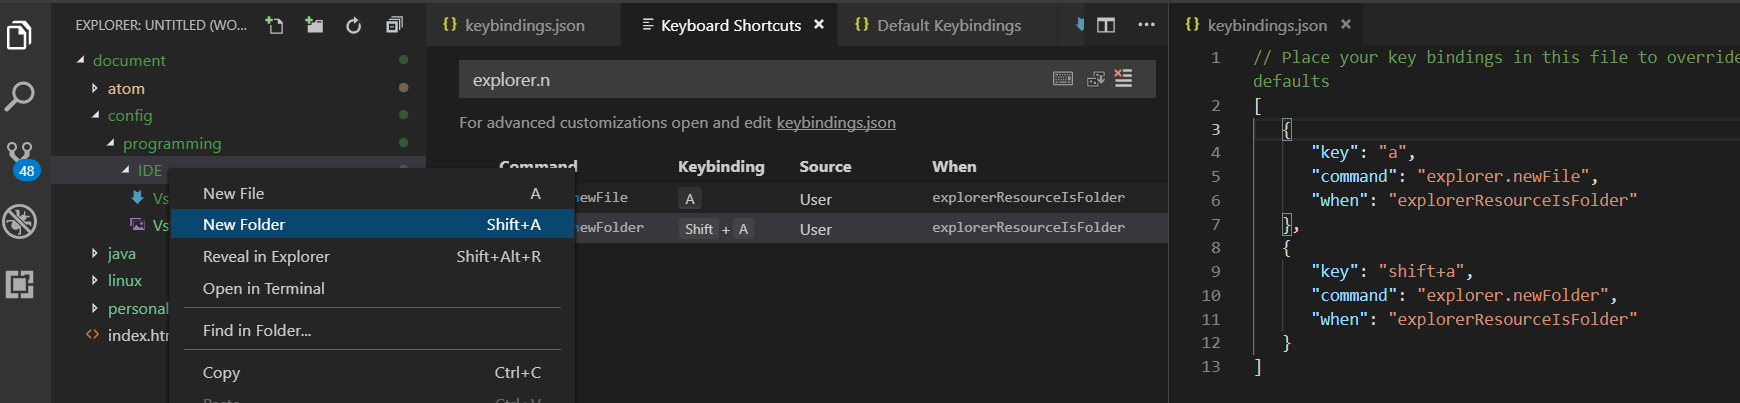 EXPLORER: UNTITLED (WO...
document
atom
config
programming
IDE
Vs
Vs
java
linux
personal
index.ht
48
New File A
New Folder Shift+A
Reveal in Explorer Shift+Alt+R
Open in Terminal
Find in Folder...
Copy Ctrl+C
Paste Ctrl+V
keybindings.json
Keyboard Shortcuts
Default Keybindings
explorer.n
For advanced customizations open and edit keybindings.json
Command Keybinding Source When
ewFile A User explorerResourceIsFolder
ewFolder Shift + A User explorerResourceIsFolder
keybindings.json
1 // Place your key bindings in this file to override
defaults
2 [
3 {
4 "key": "a",
5 "command": "explorer.newFile",
6 "when": "explorerResourceIsFolder"
7 },
8 {
9 "key": "shift+a",
10 "command": "explorer.newFolder",
11 "when": "explorerResourceIsFolder"
12 }
13 ]